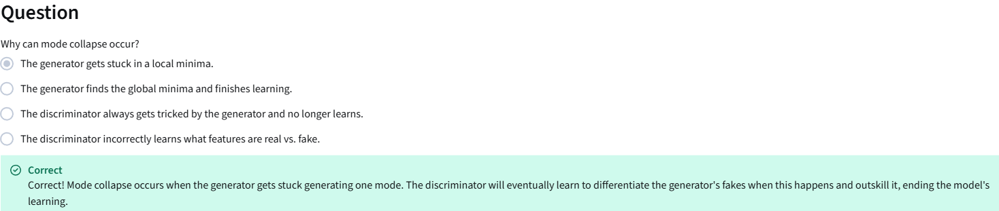 Question
Why can mode collapse occur?
The generator gets stuck in a local minima.
The generator finds the global minima and finishes learning.
The discriminator always gets tricked by the generator and no longer learns.
The discriminator incorrectly learns what features are real vs. fake.
Correct
Correct! Mode collapse occurs when the generator gets stuck generating one mode. The discriminator will eventually learn to differentiate the generator's fakes when this happens and outskill it, ending the model's
learning.